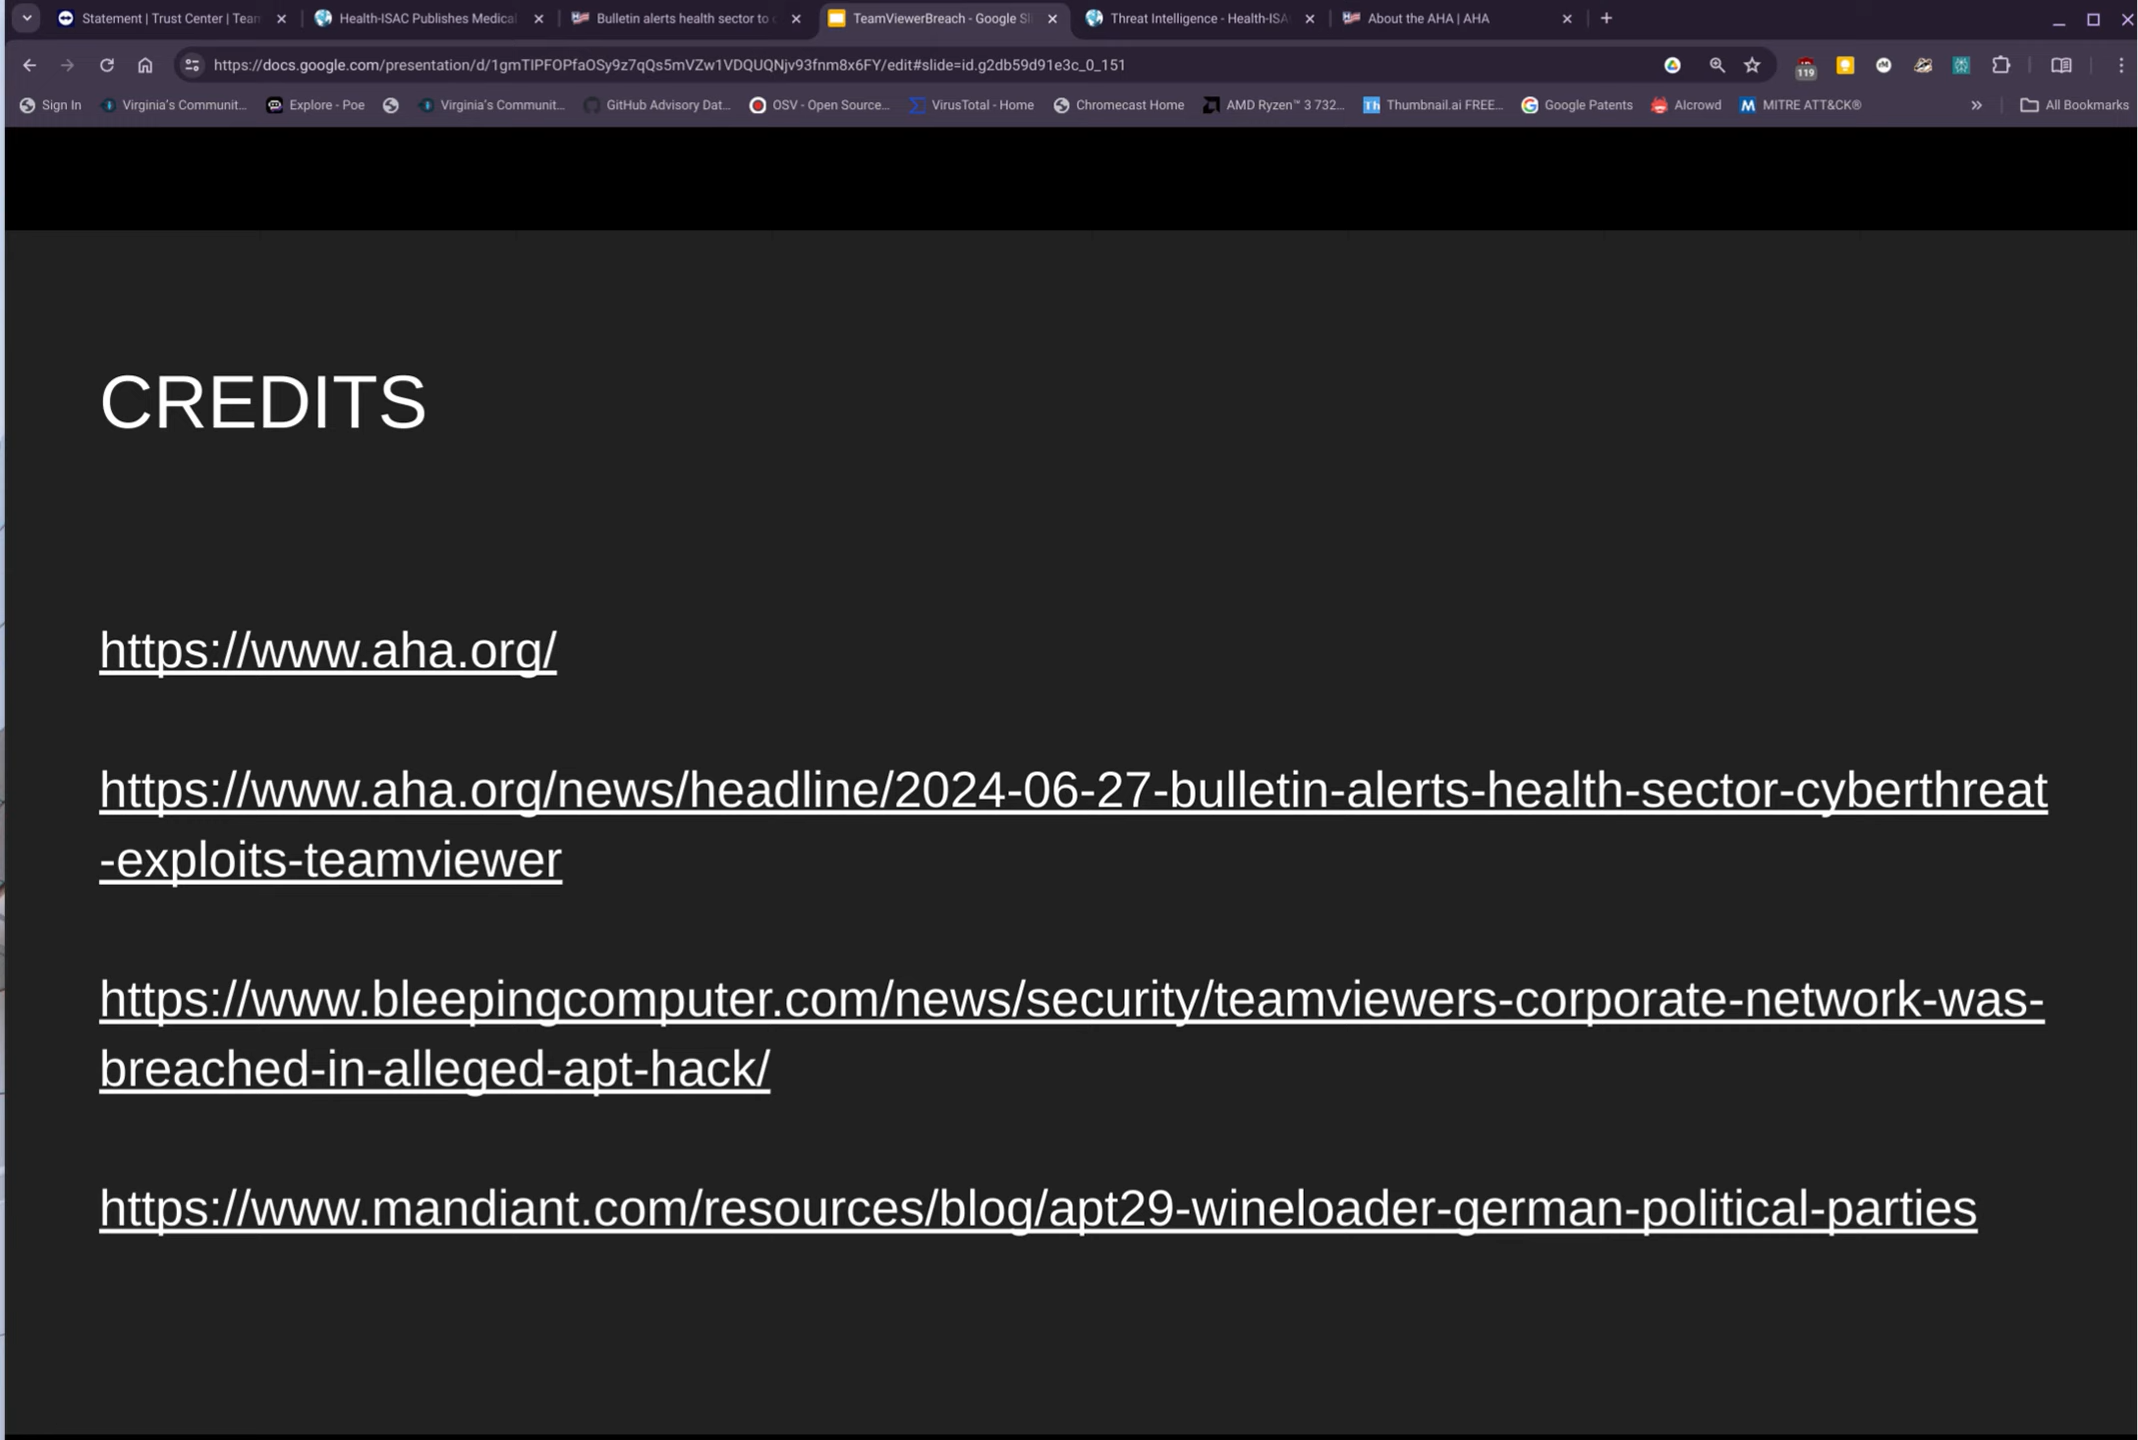 Statement | Trust Center | Team
Health-ISAC Publishes Medical
Bulletin alerts health sector to
TeamViewerBreach - Google Sl
Threat Intelligence - Health-ISA
About the AHA | AHA
https://docs.google.com/presentation/d/1gmTIPFOPfaOSy9z7qQs5mVZw1VDQUQNjv93fnm8x6FY/edit#slide=id.g2db59d91e3c_0_151
119
Sign In
Virginia's Communit...
Explore - Poe
Virginia's Communit...
GitHub Advisory Dat...
OSV - Open Source...
VirusTotal - Home
Chromecast Home
AMD Ryzen™ 3 732...
Th
Thumbnail.ai FREE...
Google Patents
AIcrowd
M
MITRE ATT&CK®
All Bookmarks
CREDITS
https://www.aha.org/
https://www.aha.org/news/headline/2024-06-27-bulletin-alerts-health-sector-cyberthreat
-exploits-teamviewer
https://www.bleepingcomputer.com/news/security/teamviewers-corporate-network-was-
breached-in-alleged-apt-hack/
https://www.mandiant.com/resources/blog/apt29-wineloader-german-political-parties